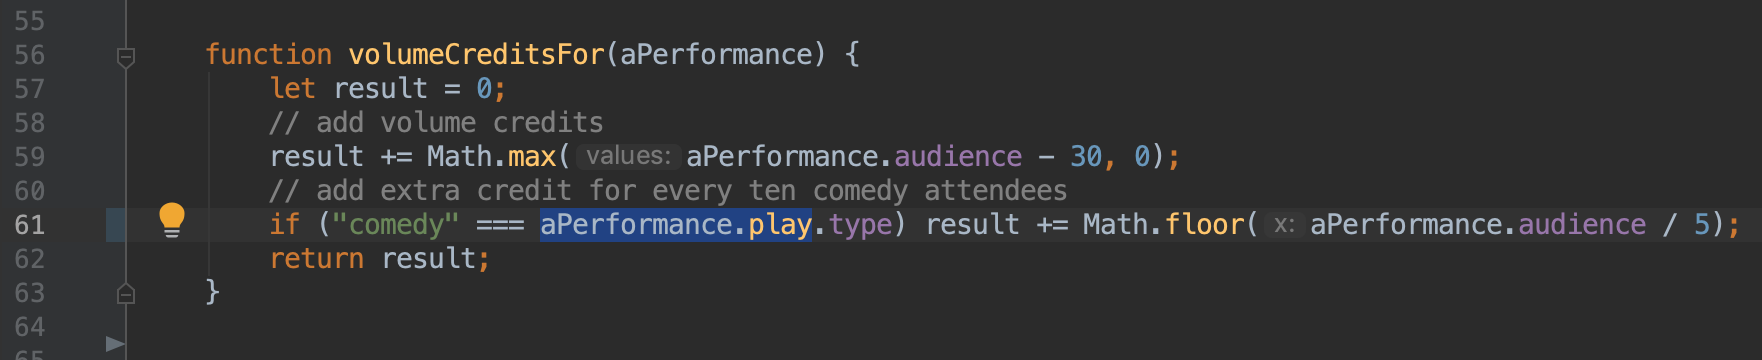 55
56 function volumeCreditsFor(aPerformance) {
57 let result = 0;
58 // add volume credits
59 result += Math.max( values: aPerformance.audience - 30, 0);
60 // add extra credit for every ten comedy attendees
61 if ("comedy" === aPerformance.play.type) result += Math.floor( x: aPerformance.audience / 5);
62 return result;
63 }
64
65